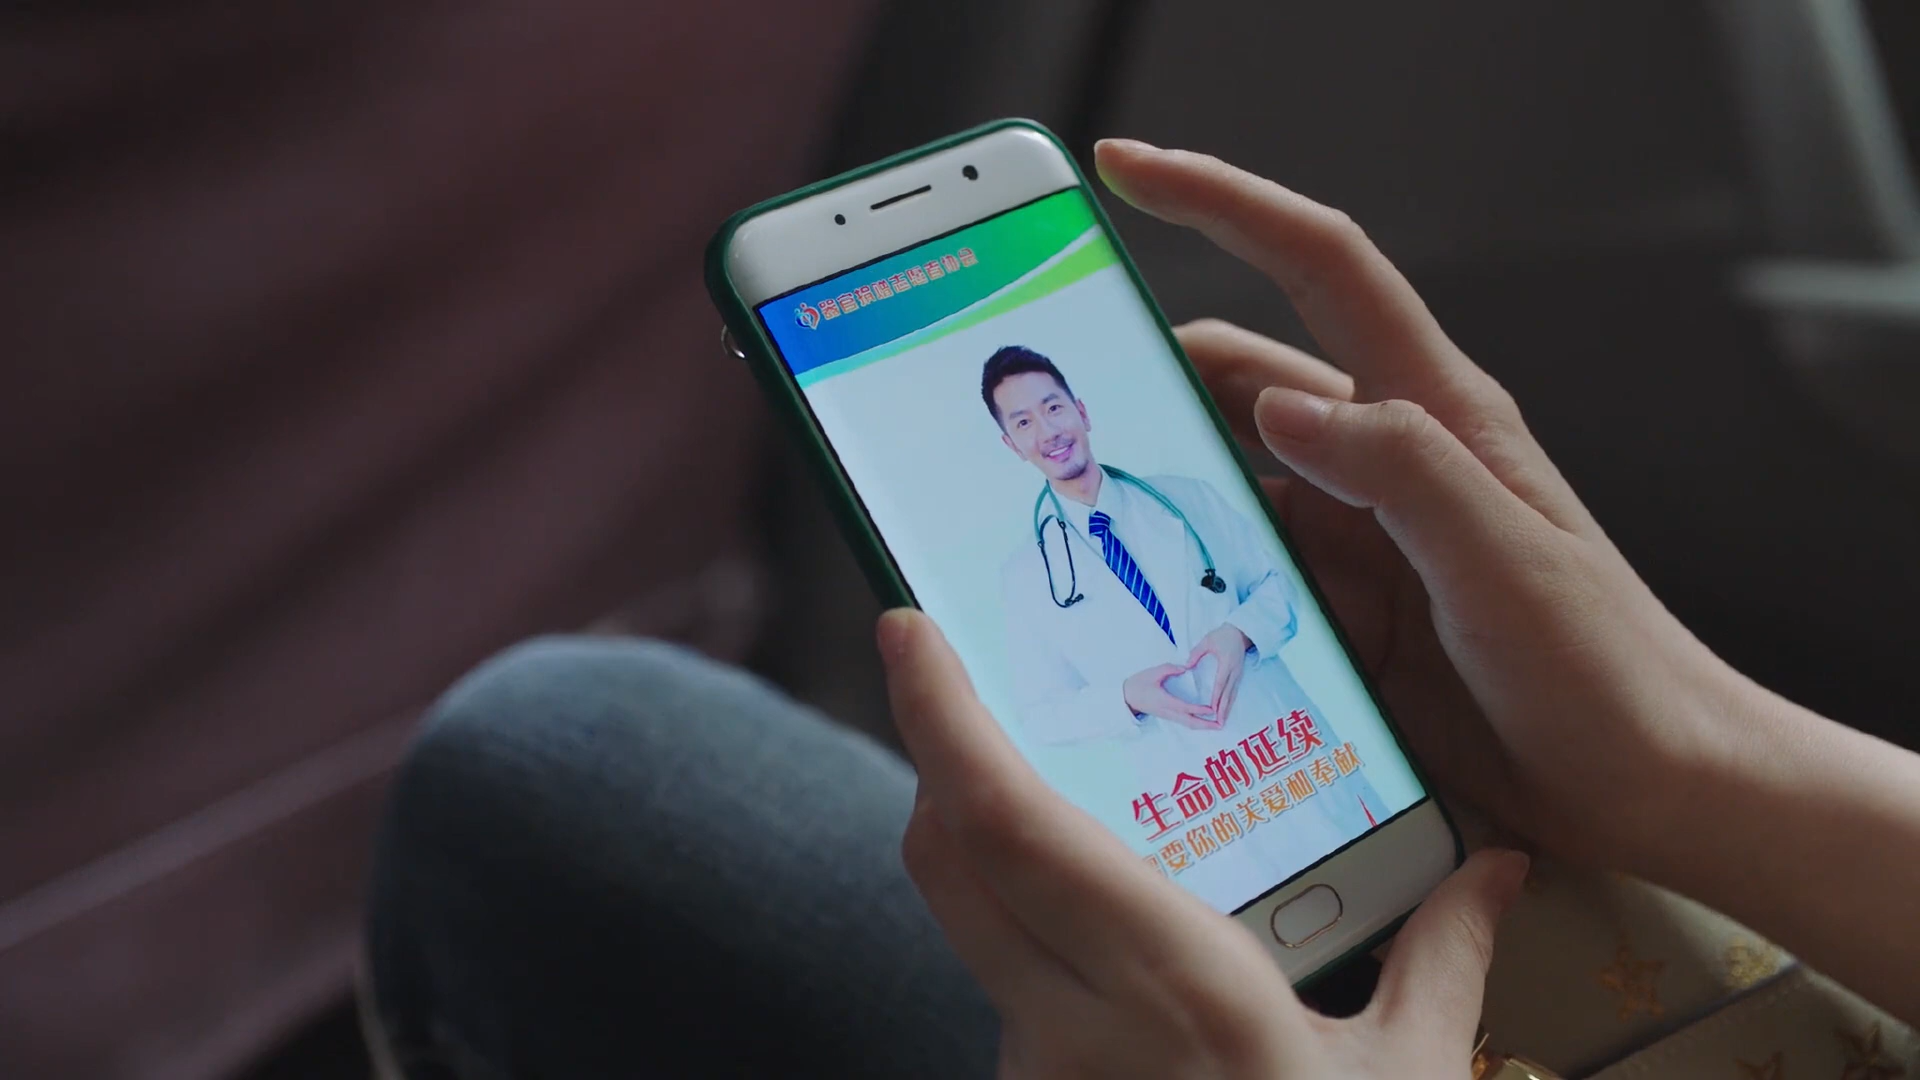 器官捐赠志愿者协会
生命的延续
需要你的关爱和奉献